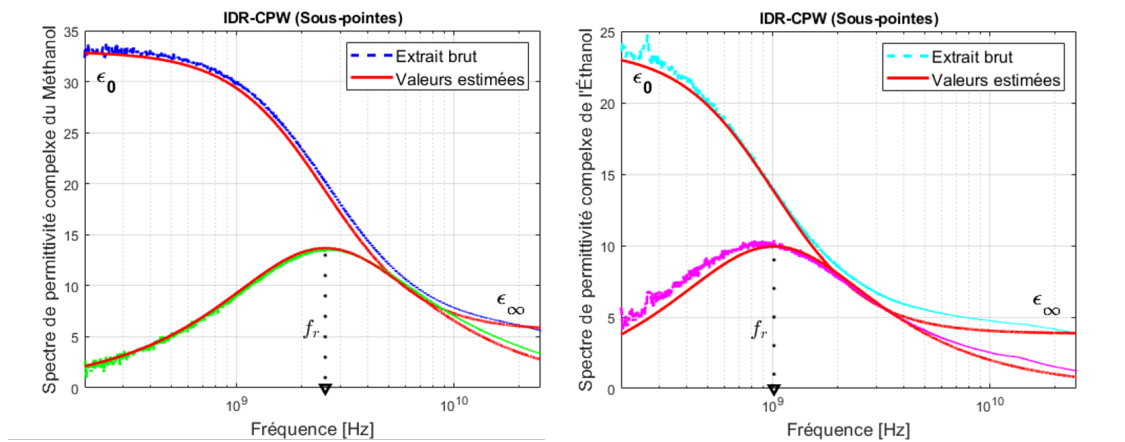 IDR-CPW (Sous-pointes)
Spectre de permittivité compelxe du Méthanol
35
30
25
20
15
10
5
0
ϵ0
Extrait brut
Valeurs estimées
ϵ∞
fr
10^9
10^10
Fréquence [Hz]
IDR-CPW (Sous-pointes)
Spectre de permittivité compelxe de l'Éthanol
25
20
15
10
5
0
ϵ0
Extrait brut
Valeurs estimées
ϵ∞
fr
10^9
10^10
Fréquence [Hz]